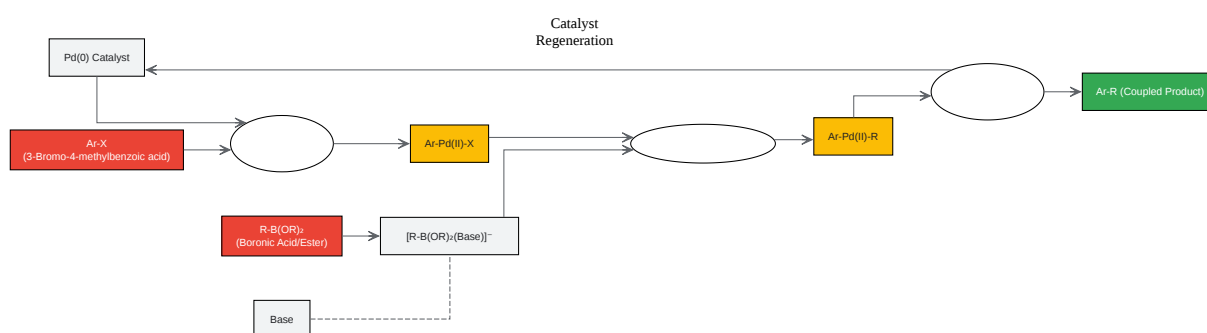 Catalyst
Regeneration
Pd(0) Catalyst
Ar-R (Coupled Product)
Ar-X
(3-Bromo-4-methylbenzoic acid)
Ar-Pd(II)-X
Ar-Pd(II)-R
R-B(OR)₂
(Boronic Acid/Ester)
[R-B(OR)₂(Base)]⁻
Base